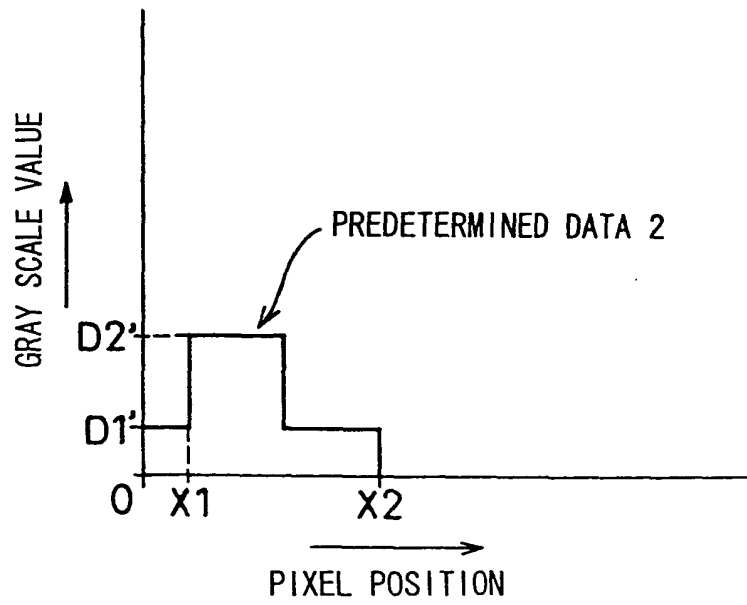 GRAY SCALE VALUE
PREDETERMINED DATA 2
D2'
D1'
0 X1 X2
PIXEL POSITION